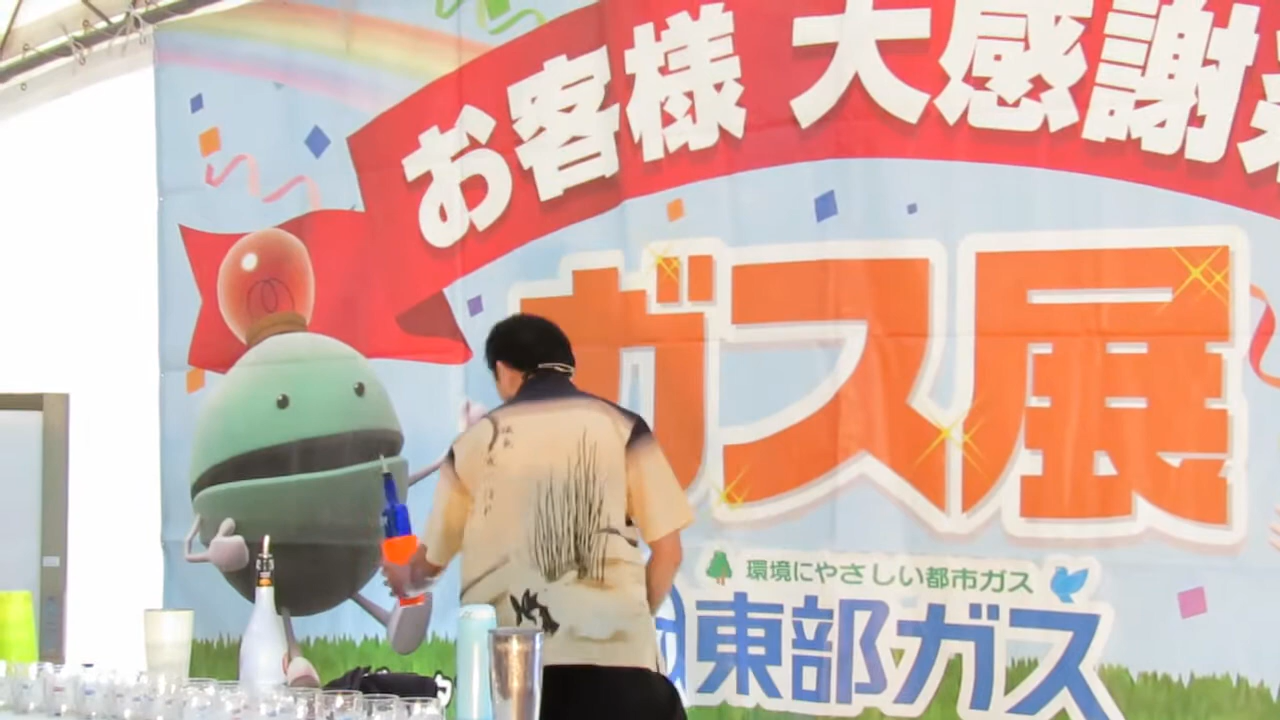 お客様 大感謝
ガス展
環境にやさしい都市ガス
東部ガス